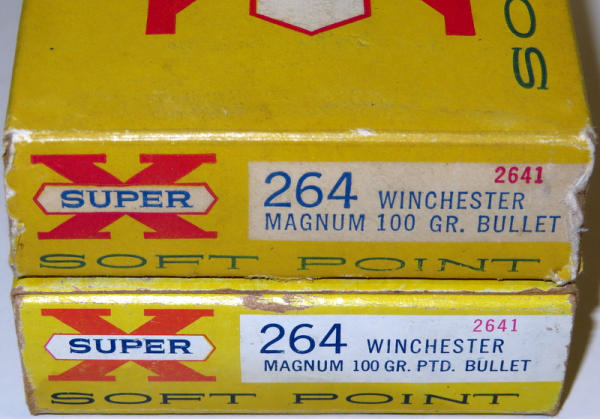 SO
X
SUPER
2641
264 WINCHESTER
MAGNUM 100 GR. BULLET
SOFT POINT
X
SUPER
2641
264 WINCHESTER
MAGNUM 100 GR. PTD. BULLET
SOFT POINT